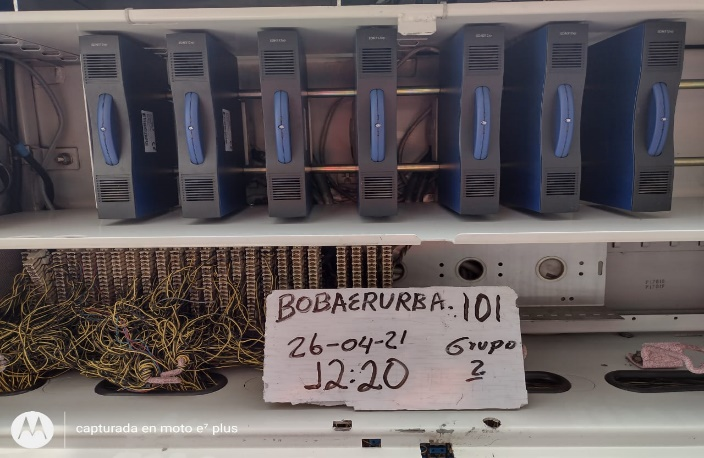 BOBAERURBA.101
26-04-21 Grupo
12:20 2
capturada en moto e⁷ plus